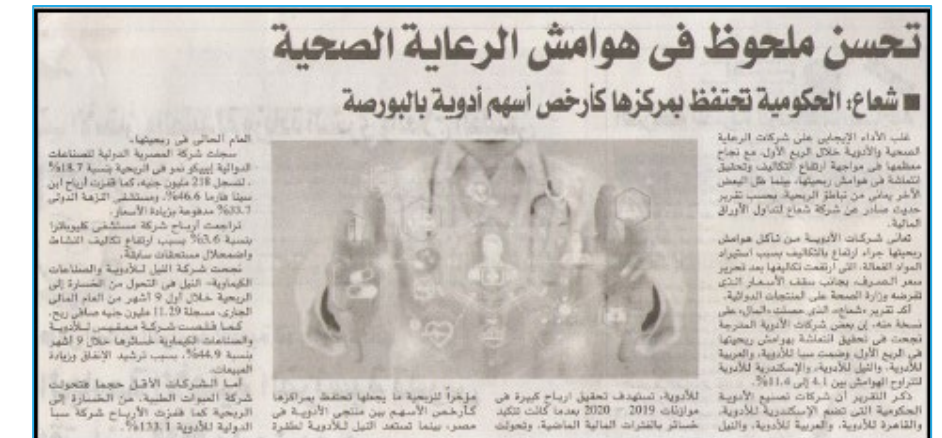 تحسن ملحوظ فى هوامش الرعاية الصحية
■ شعاع: الحكومية تحتفظ بمركزها كأرخص أسهم أدوية بالبورصة
غلب الأداء الإيجابى على شركات الرعاية
الصحية والأدوية خلال الربع الأول، مع نجاح
معظمها فى مواجهة ارتفاع التكاليف وتحقيق
انتعاشة فى هوامش ربحيتها، بينما ظل البعض
الآخر يعانى من تباطؤ الربحية، بحسب تقرير
حديث صادر عن شركة شعاع لتداول الأوراق
المالية.
تعانى شركات الأدوية من تآكل هوامش
ربحيتها جراء ارتفاع بالتكاليف بسبب استيراد
المواد الفعالة، التى ارتفعت تكاليفها بعد تحرير
سعر الصرف، بجانب سقف الأسعار الذى
تفرضه وزارة الصحة على المنتجات الدوائية.
أكد تقرير «شعاع» الذى حصلت «المال» على
نسخة منه، إن بعض شركات الأدوية المدرجة
نجحت فى تحقيق انتعاشة بهوامش ربحيتها
فى الربع الأول، وضمت سبا للأدوية، والعربية
للأدوية، والنيل للأدوية، والإسكندرية للأدوية
لتتراوح الهوامش بين 4.1 إلى 11.6%.
ذكر التقرير أن شركات تصنيع الأدوية
الحكومية التى تضم الإسكندرية للأدوية،
والقاهرة للأدوية، والعربية للأدوية، والنيل
للأدوية، تستهدف تحقيق ارباح كبيرة فى
موازنات 2019 - 2020 بعدما كانت تتكبد
خسائر بالفترات المالية الماضية، وتحولت
مؤخراً للربحية ما يجعلها تحتفظ بمراكزها
كأرخص الأسهم بين منتجى الأدوية فى
مصر، بينما تستعد النيل للأدوية لطفرة
العام الحالى فى ربحيتها.
سجلت شركة المصرية الدولية للصناعات
الدوائية إيبيكو نمو فى الربحية بنسبة 18.7%
، لتسجل 218 مليون جنيه، كما قفزت أرباح ابن
سينا فارما 46.6%، ومستشفى النزهة الدولى
33.7% مدفوعة بزيادة الأسعار.
تراجعت أرباح شركة مستشفى كليوباترا
بنسبة 3.6% بسبب ارتفاع تكاليف النشاط
واضمحلال مستحقات سابقة.
نجحت شركة النيل للأدوية والصناعات
الكيماوية- النيل فى التحول من الخسارة إلى
الربحية خلال أول 9 أشهر من العام المالى
الجارى، مسجلة 11.29 مليون جنيه صافى ربح.
كما قلصت شركة ممفيس للأدوية
والصناعات الكيماوية خسائرها خلال 9 أشهر
بنسبة 44.9%، بسبب ترشيد الإنفاق وزيادة
المبيعات.
أما الشركات الأقل حجما فتحولت
شركة العبوات الطبية، من الخسارة إلى
الربحية كما قفزت الأرباح شركة سبا
الدولية للأدوية 133.1%